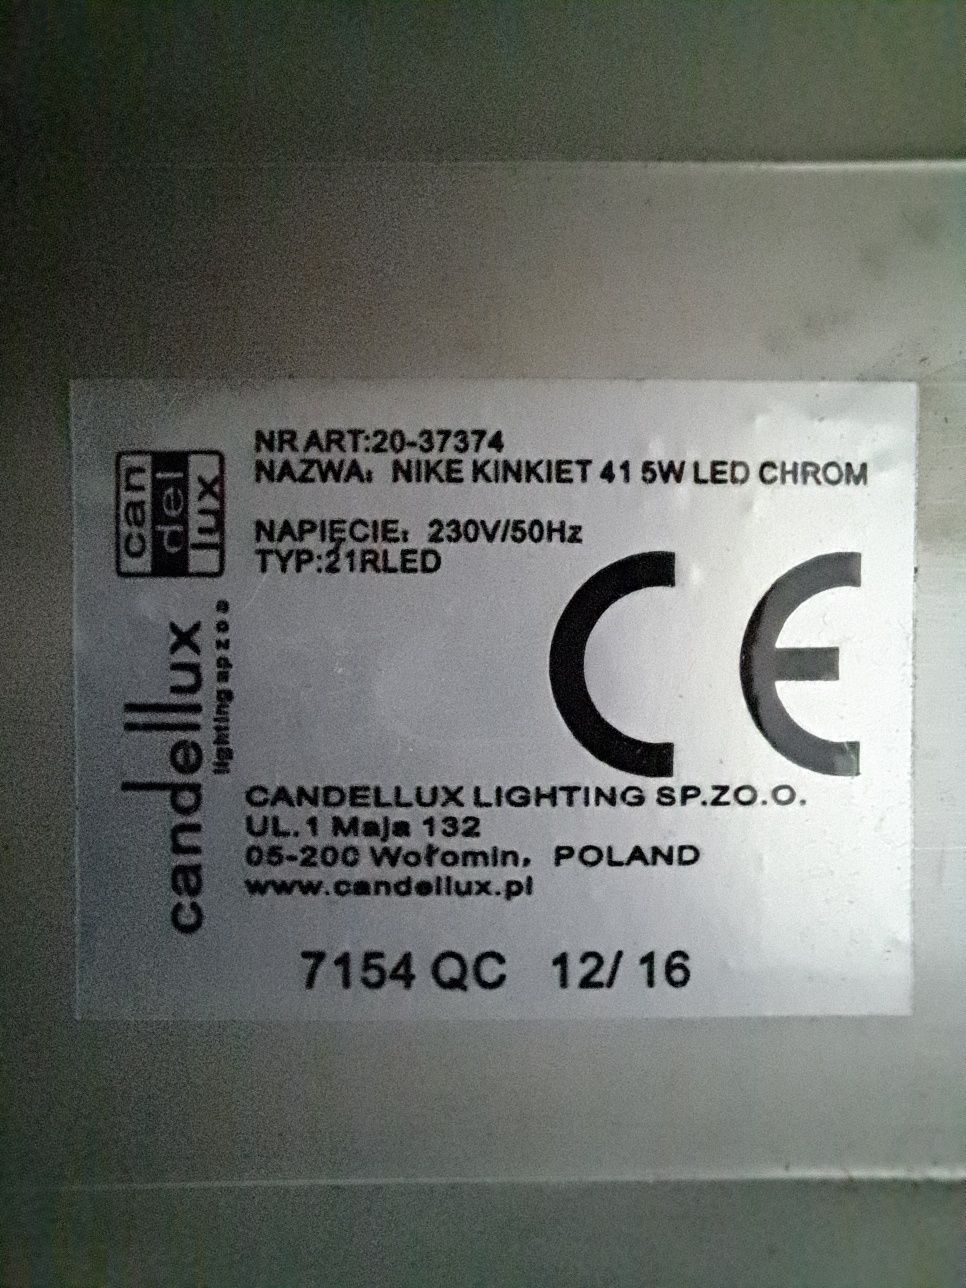 NR ART:20-37374
NAZWA: NIKE KINKIET 41 5W LED CHROM
NAPIĘCIE: 230V/50Hz
TYP:21RLED
can
del
lux
candellux
lighting sp z o o
CE
CANDELLUX LIGHTING SP.ZO.O.
UL.1 Maja 132
05-200 Wołomin, POLAND
www.candellux.pl
7154 QC 12/ 16